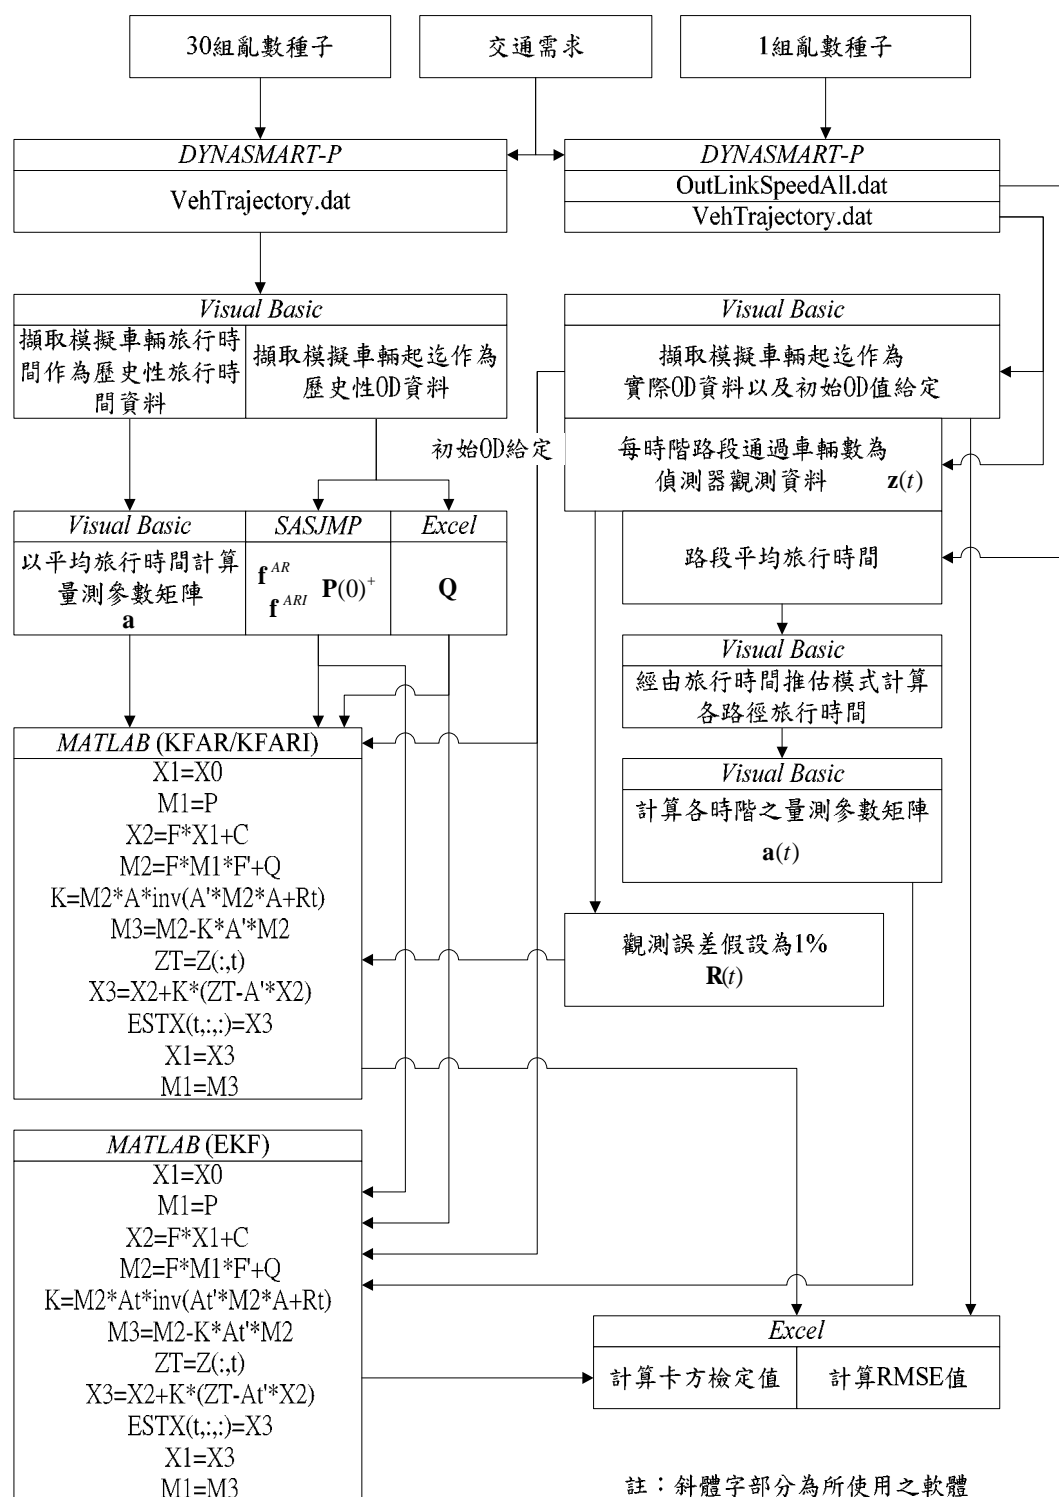 30組亂數種子
交通需求
1組亂數種子
DYNASMART-P
VehTrajectory.dat
DYNASMART-P
OutLinkSpeedAll.dat
VehTrajectory.dat
Visual Basic
擷取模擬車輛旅行時
間作為歷史性旅行時
間資料
擷取模擬車輛起迄作為
歷史性OD資料
Visual Basic
擷取模擬車輛起迄作為
實際OD資料以及初始OD值給定
初始OD給定
每時階路段通過車輛數為
偵測器觀測資料 z(t)
路段平均旅行時間
Visual Basic
以平均旅行時間計算
量測參數矩陣
a
SASJMP
f^AR
f^ARI P(0)^+
Excel
Q
Visual Basic
經由旅行時間推估模式計算
各路徑旅行時間
Visual Basic
計算各時階之量測參數矩陣
a(t)
MATLAB (KFAR/KFARI)
X1=X0
M1=P
X2=F*X1+C
M2=F*M1*F'+Q
K=M2*A*inv(A'*M2*A+Rt)
M3=M2-K*A'*M2
ZT=Z(:,t)
X3=X2+K*(ZT-A'*X2)
ESTX(t,:,:)=X3
X1=X3
M1=M3
觀測誤差假設為1%
R(t)
MATLAB (EKF)
X1=X0
M1=P
X2=F*X1+C
M2=F*M1*F'+Q
K=M2*At*inv(At'*M2*A+Rt)
M3=M2-K*At'*M2
ZT=Z(:,t)
X3=X2+K*(ZT-At'*X2)
ESTX(t,:,:)=X3
X1=X3
M1=M3
Excel
計算卡方檢定值
計算RMSE值
註：斜體字部分為所使用之軟體